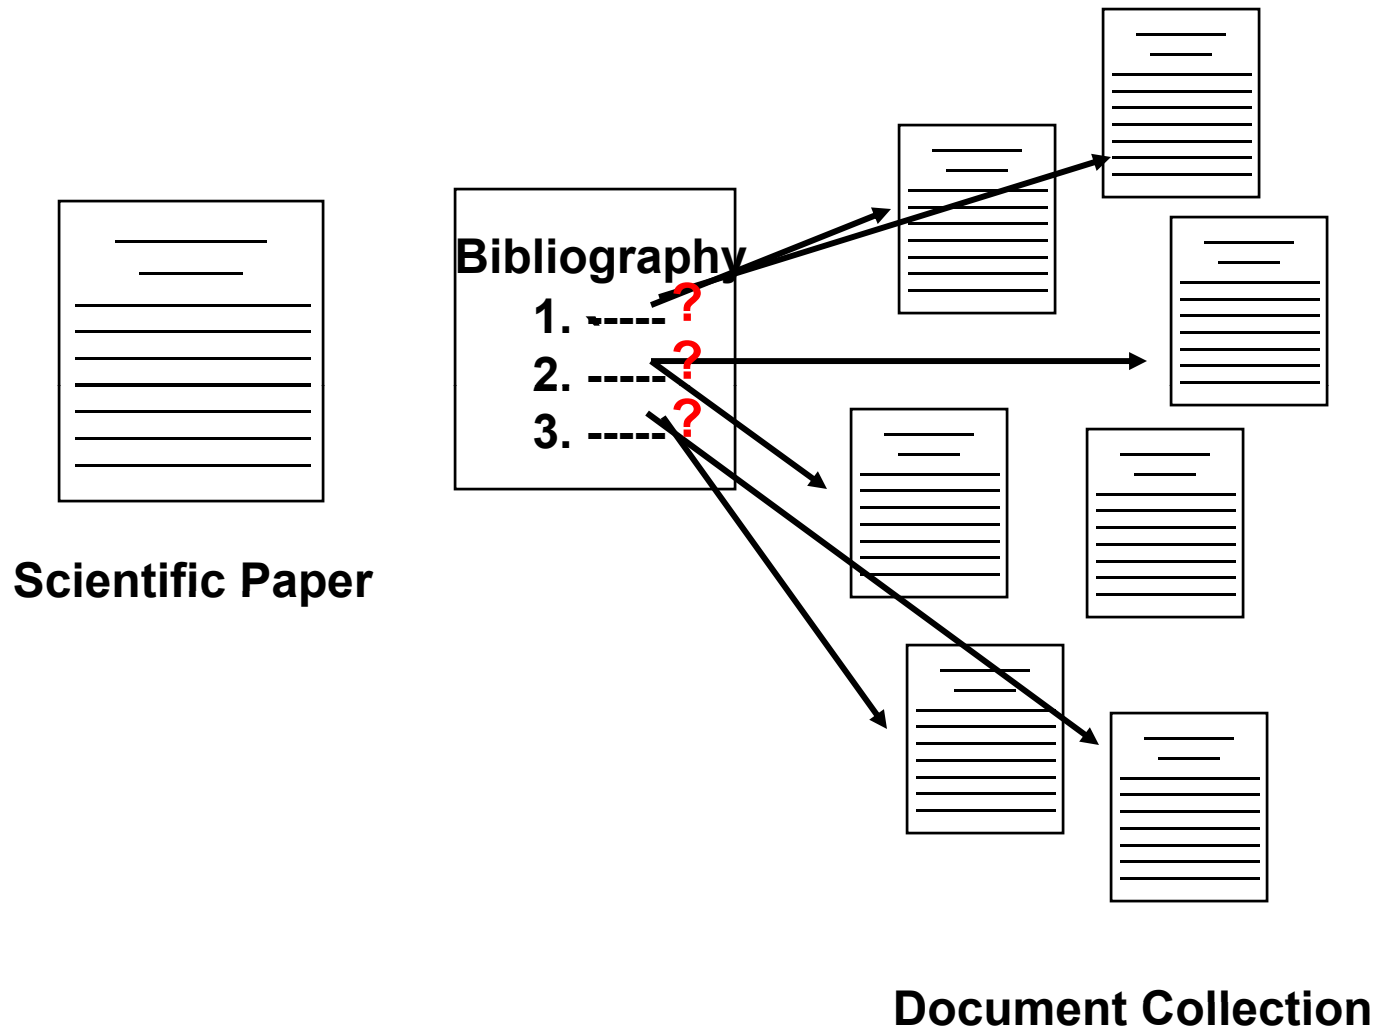 Bibliography
1. ----- ?
2. ----- ?
3. ----- ?
Scientific Paper
Document Collection